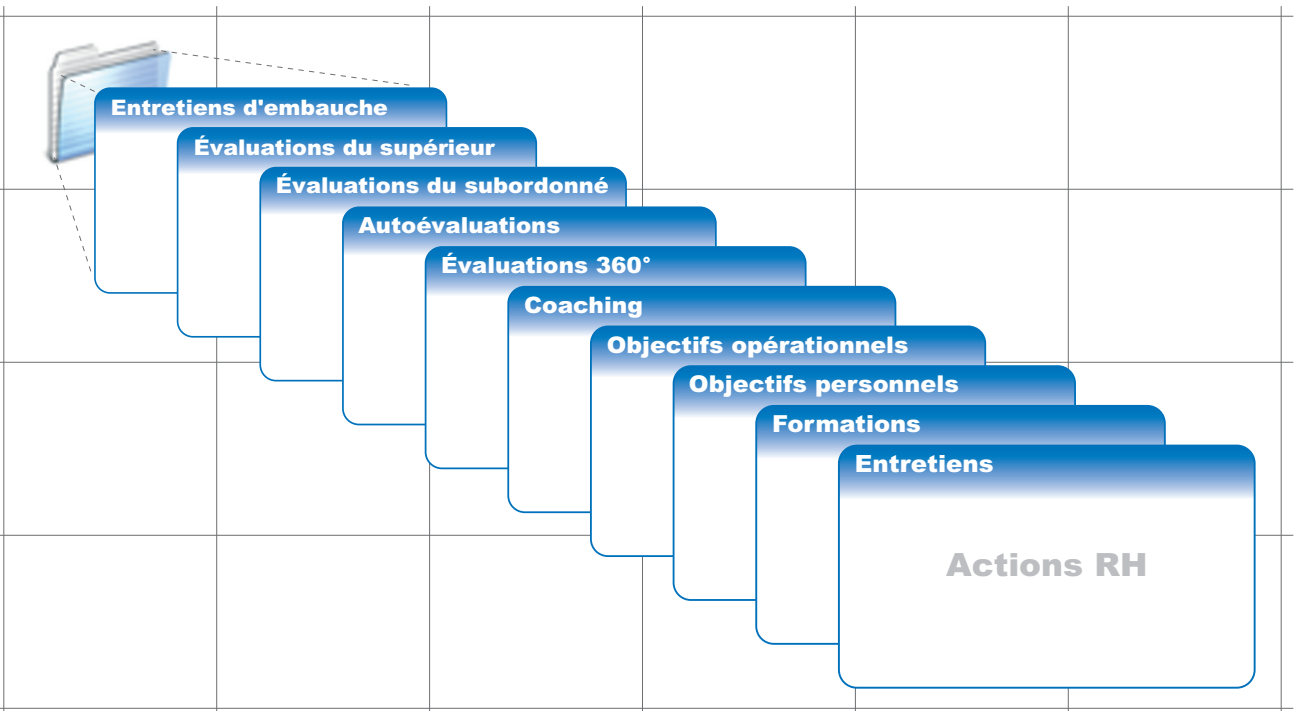 Entretiens d'embauche
Évaluations du supérieur
Évaluations du subordonné
Autoévaluations
Évaluations 360°
Coaching
Objectifs opérationnels
Objectifs personnels
Formations
Entretiens
Actions RH